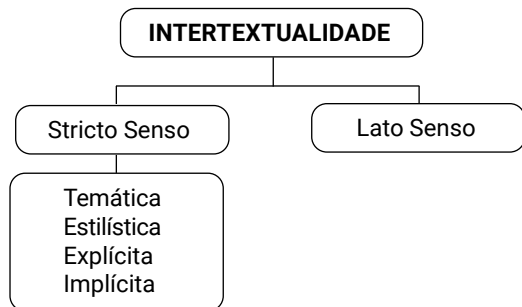 INTERTEXTUALIDADE
Stricto Senso
Lato Senso
Temática
Estilística
Explícita
Implícita